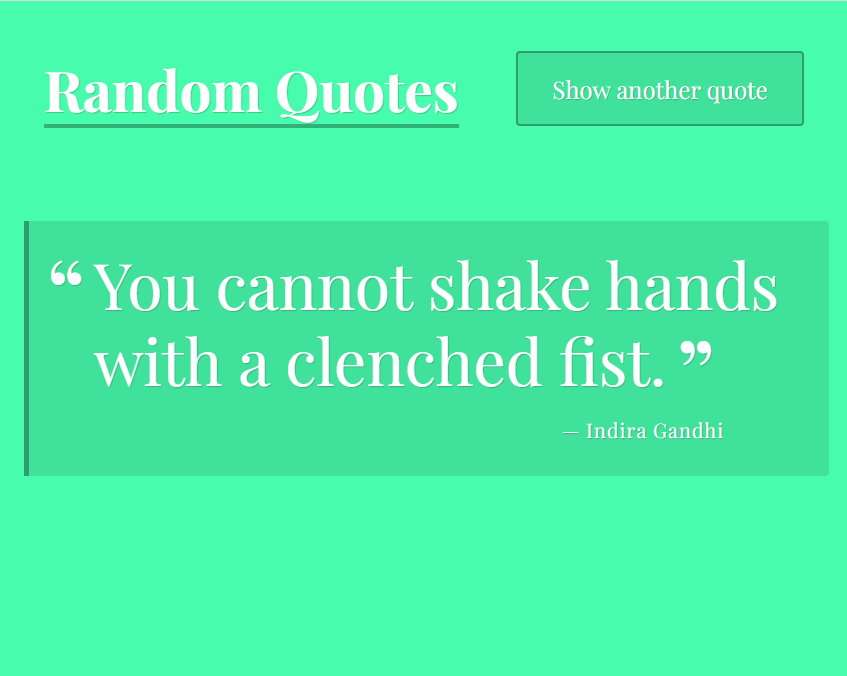 Random Quotes
Show another quote
“You cannot shake hands
with a clenched fist.”
— Indira Gandhi